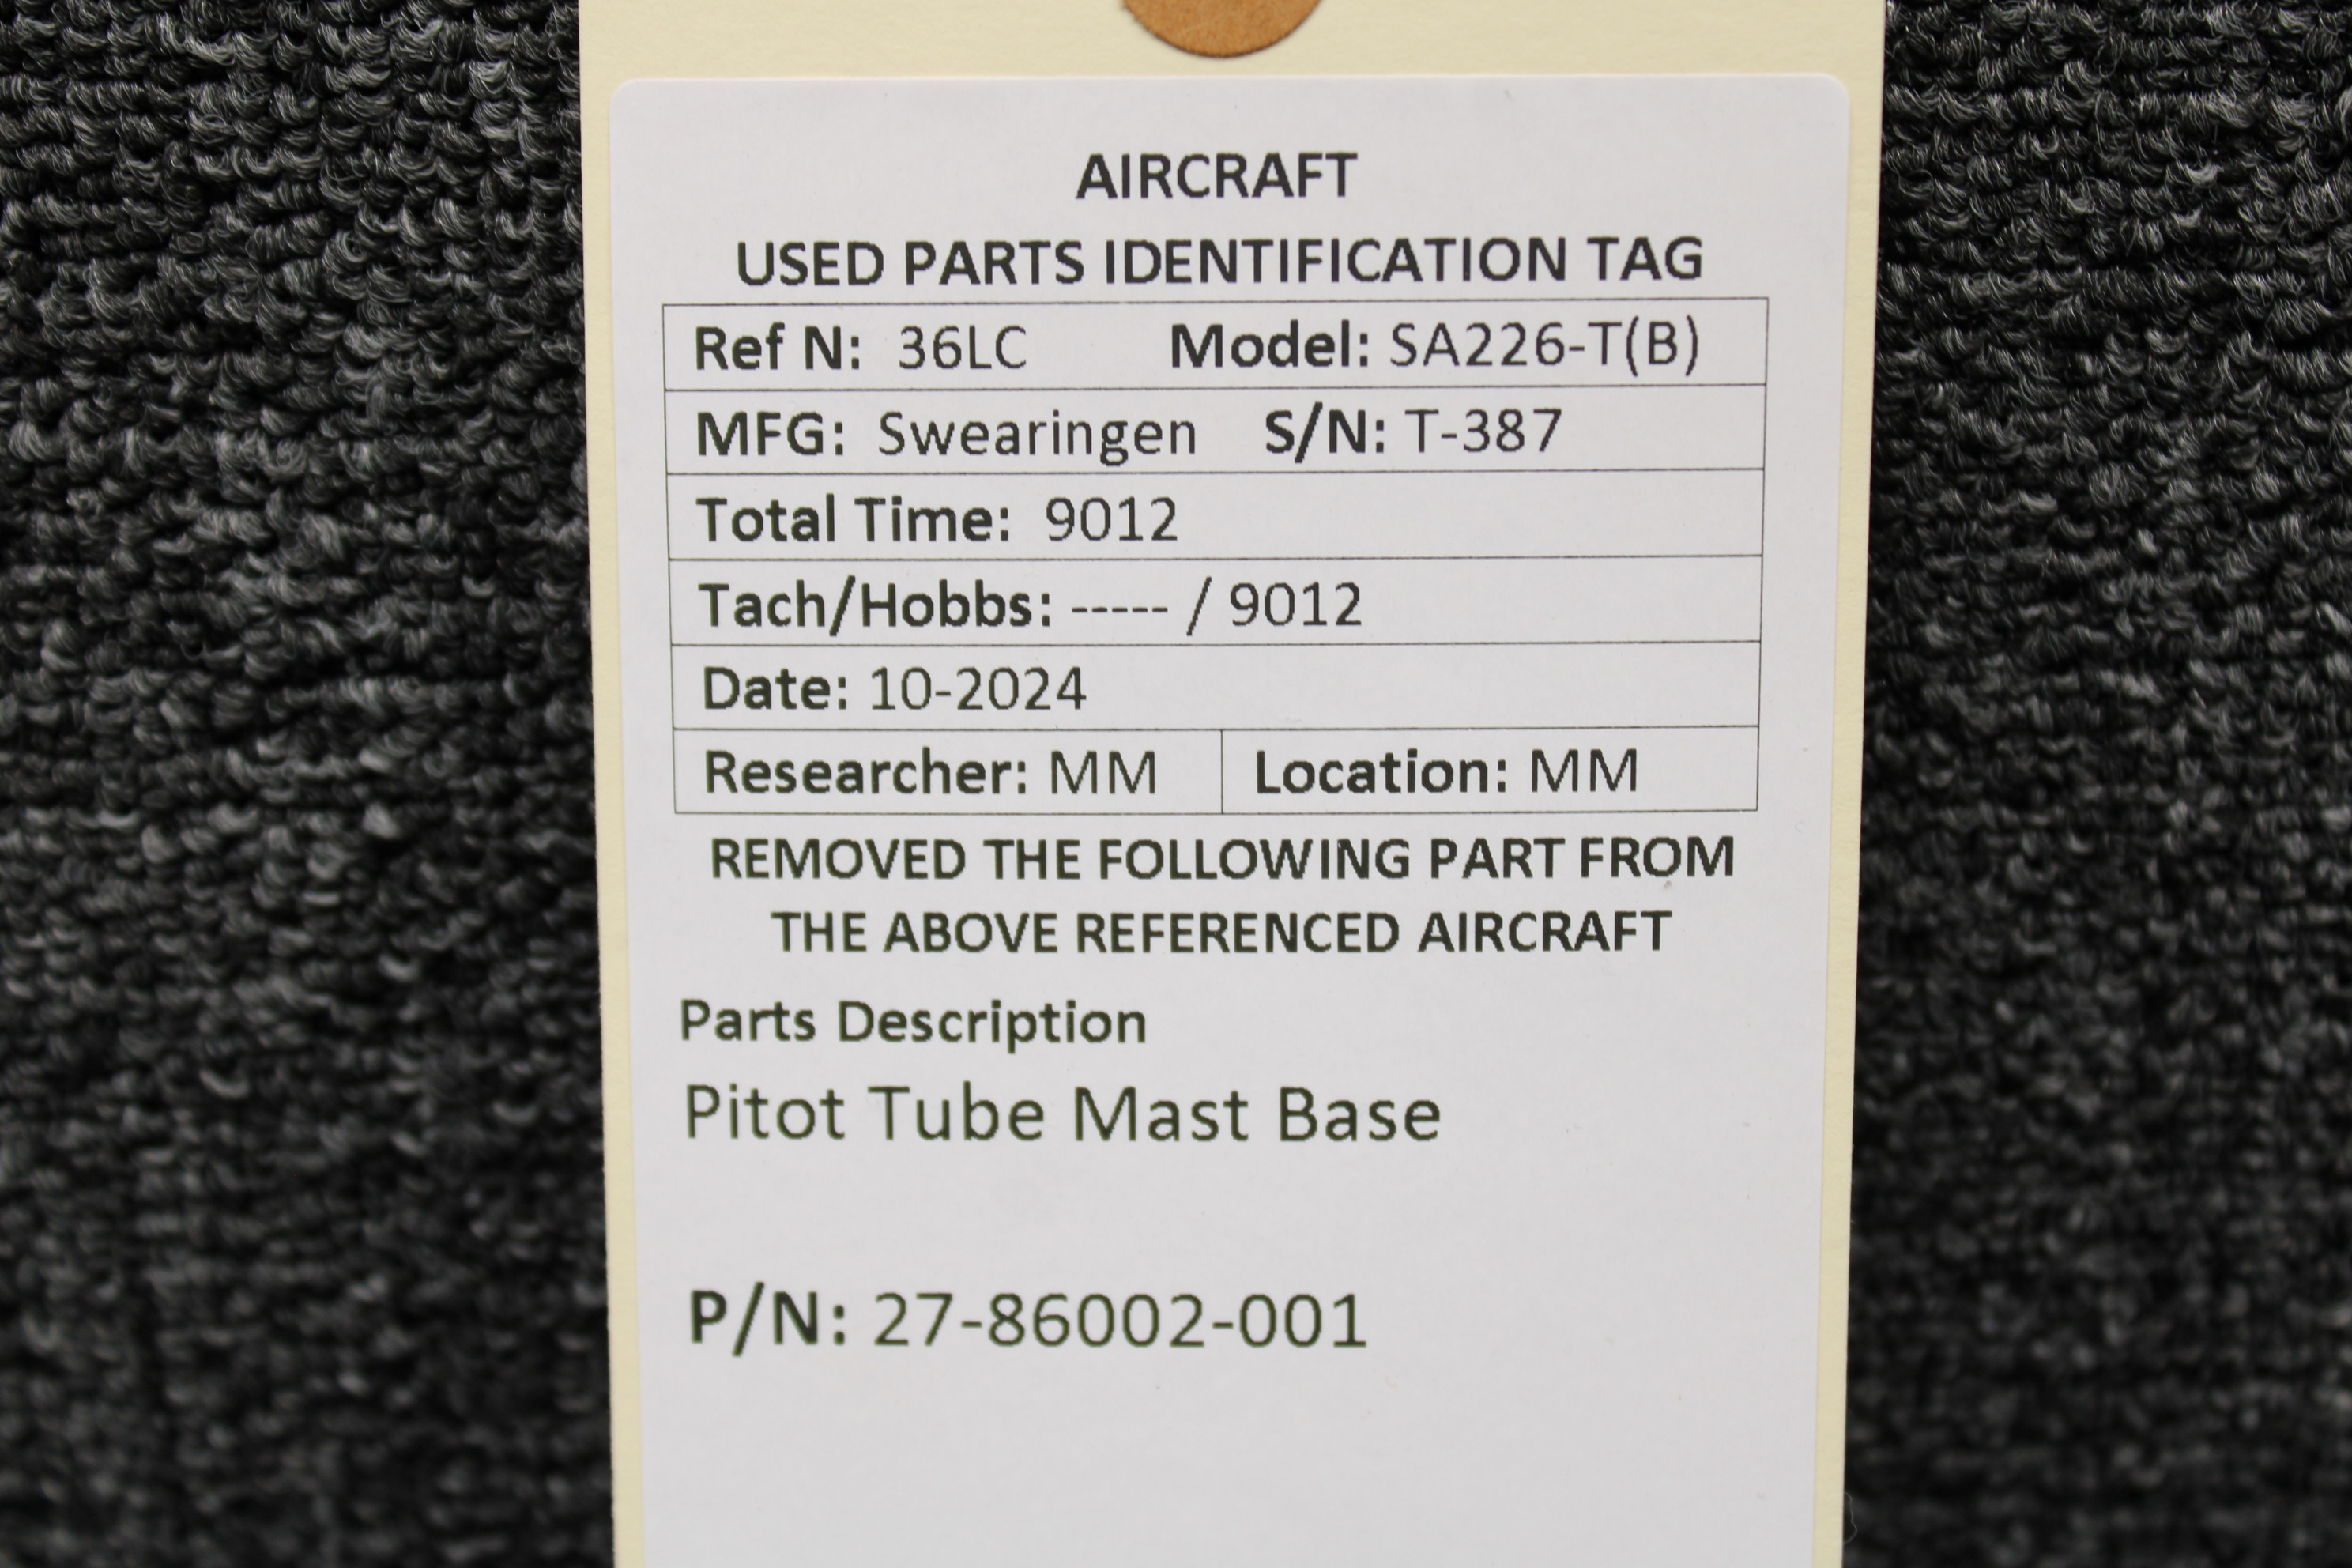 AIRCRAFT
USED PARTS IDENTIFICATION TAG
Ref N: 36LC Model: SA226-T(B)
MFG: Swearingen S/N: T-387
Total Time: 9012
Tach/Hobbs: ----- / 9012
Date: 10-2024
Researcher: MM Location: MM
REMOVED THE FOLLOWING PART FROM
THE ABOVE REFERENCED AIRCRAFT
Parts Description
Pitot Tube Mast Base
P/N: 27-86002-001